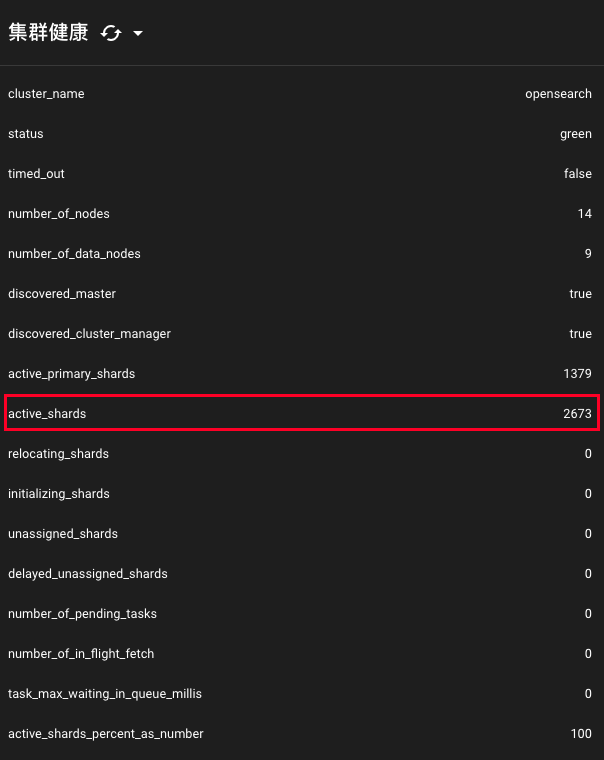 集群健康
cluster_name opensearch
status green
timed_out false
number_of_nodes 14
number_of_data_nodes 9
discovered_master true
discovered_cluster_manager true
active_primary_shards 1379
active_shards 2673
relocating_shards 0
initializing_shards 0
unassigned_shards 0
delayed_unassigned_shards 0
number_of_pending_tasks 0
number_of_in_flight_fetch 0
task_max_waiting_in_queue_millis 0
active_shards_percent_as_number 100